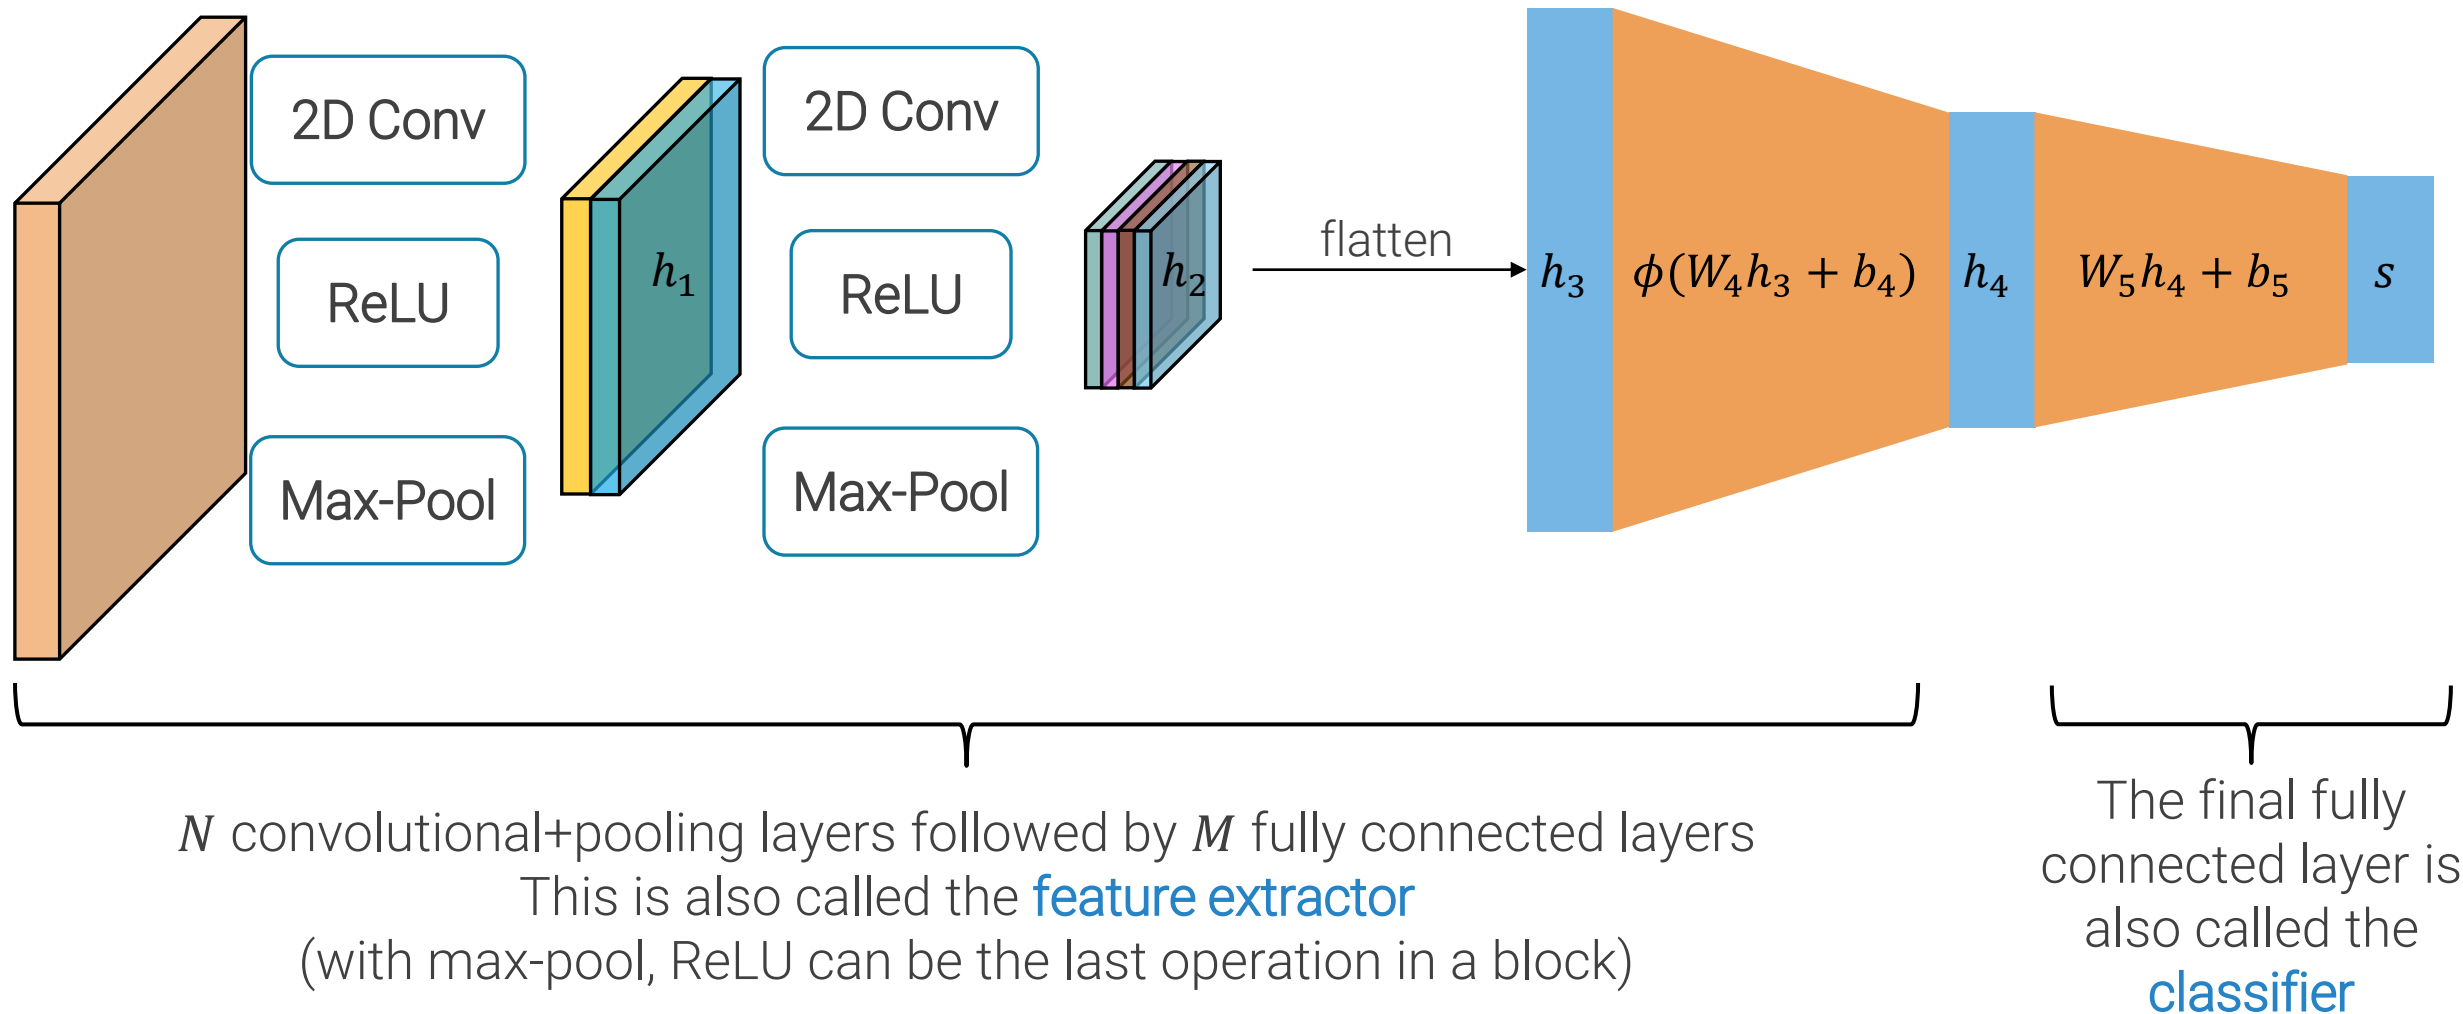 2D Conv
ReLU
Max-Pool
h₁
2D Conv
ReLU
Max-Pool
h₂
flatten
h₃
ϕ(W₄h₃ + b₄)
h₄
W₅h₄ + b₅
s
N convolutional+pooling layers followed by M fully connected layers
This is also called the feature extractor
(with max-pool, ReLU can be the last operation in a block)
The final fully
connected layer is
also called the
classifier